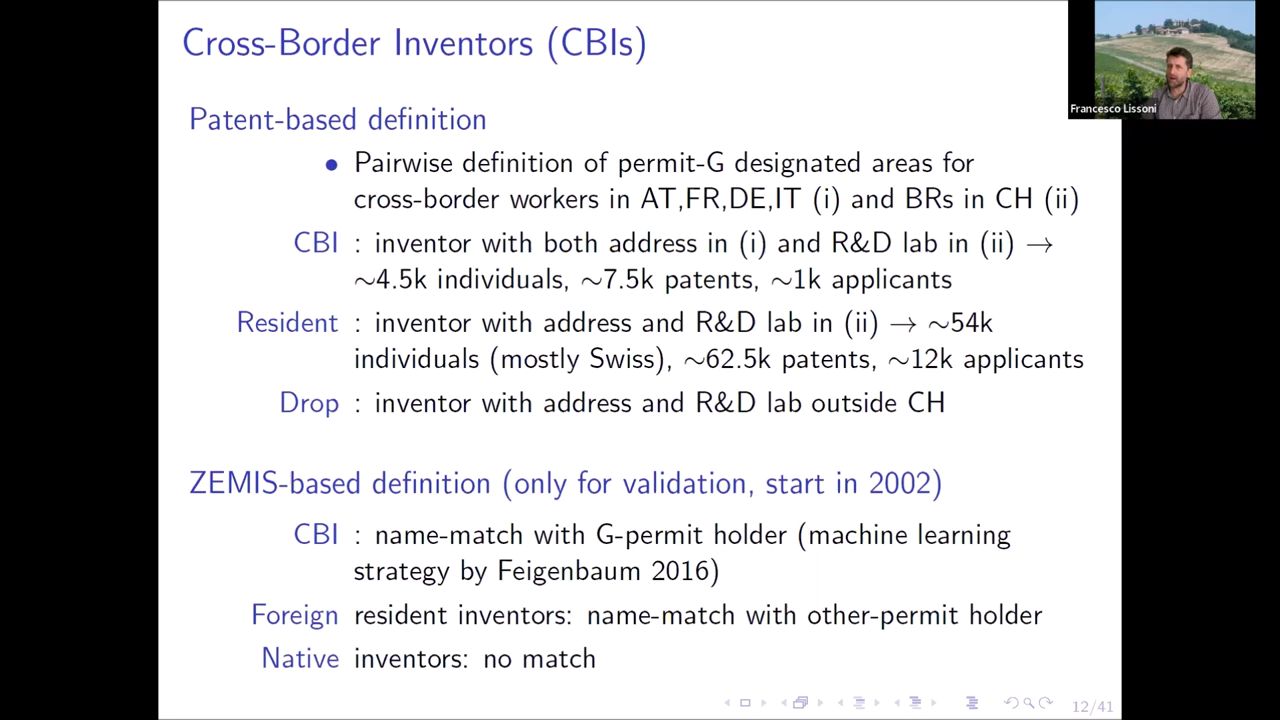 Cross-Border Inventors (CBIs)
Francesco Lissoni
Patent-based definition
• Pairwise definition of permit-G designated areas for
cross-border workers in AT,FR,DE,IT (i) and BRs in CH (ii)
CBI : inventor with both address in (i) and R&D lab in (ii) →
∼4.5k individuals, ∼7.5k patents, ∼1k applicants
Resident : inventor with address and R&D lab in (ii) → ∼54k
individuals (mostly Swiss), ∼62.5k patents, ∼12k applicants
Drop : inventor with address and R&D lab outside CH
ZEMIS-based definition (only for validation, start in 2002)
CBI : name-match with G-permit holder (machine learning
strategy by Feigenbaum 2016)
Foreign resident inventors: name-match with other-permit holder
Native inventors: no match
12/41